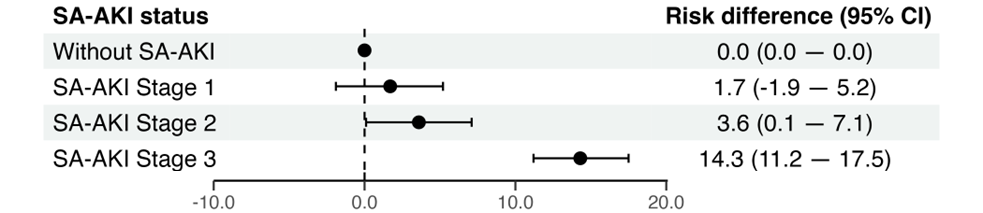 SA-AKI status Risk difference (95% CI)
Without SA-AKI 0.0 (0.0 — 0.0)
SA-AKI Stage 1 1.7 (-1.9 — 5.2)
SA-AKI Stage 2 3.6 (0.1 — 7.1)
SA-AKI Stage 3 14.3 (11.2 — 17.5)
-10.0 0.0 10.0 20.0